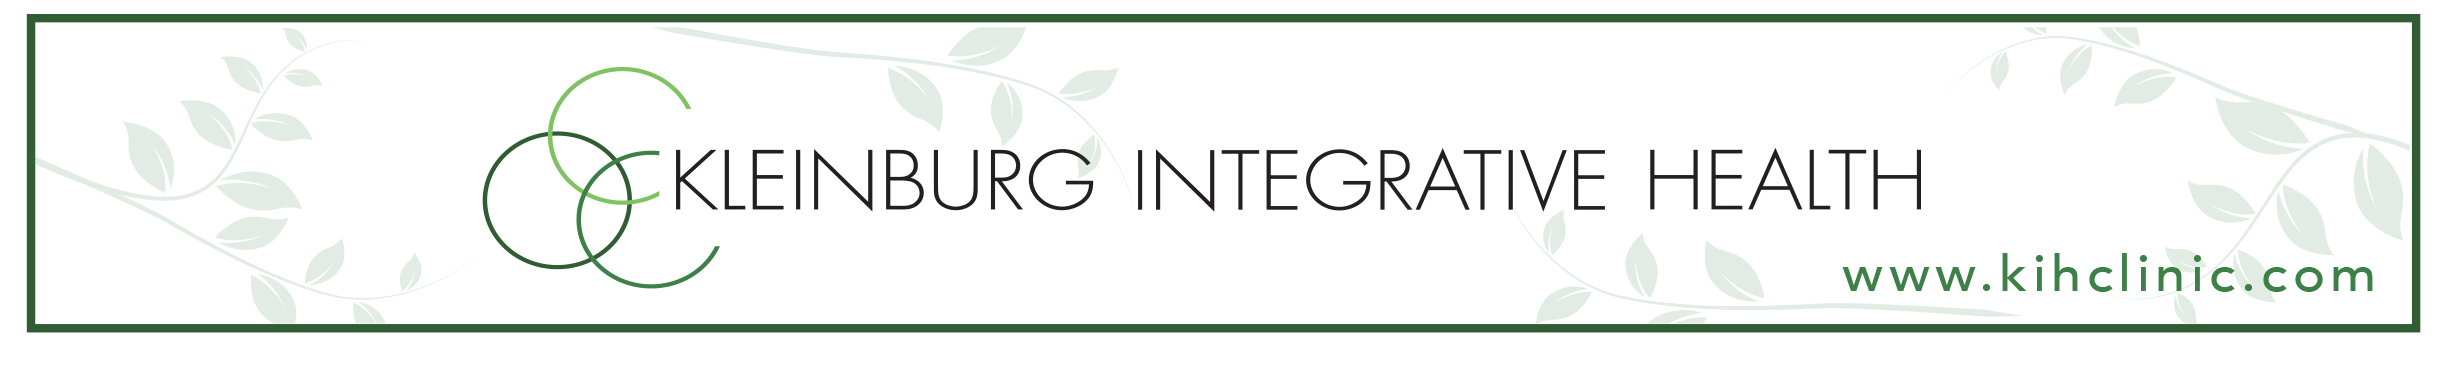 KLEINBURG INTEGRATIVE HEALTH
www.kihclinic.com